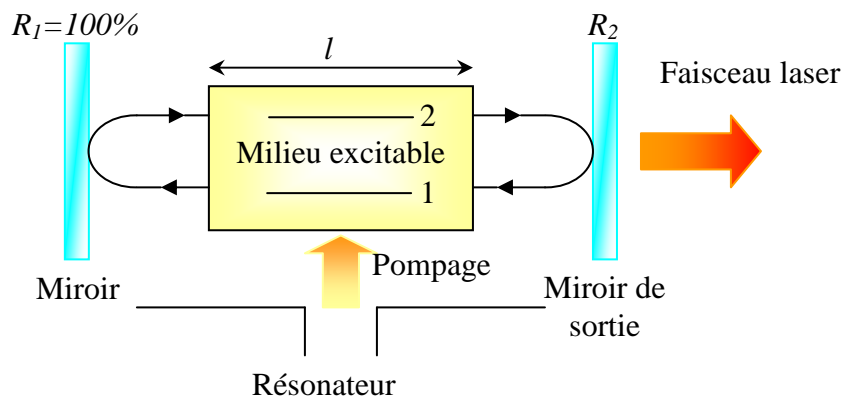 R₁=100%
R₂
l
Faisceau laser
2
Milieu excitable
1
Pompage
Miroir
Miroir de
sortie
Résonateur